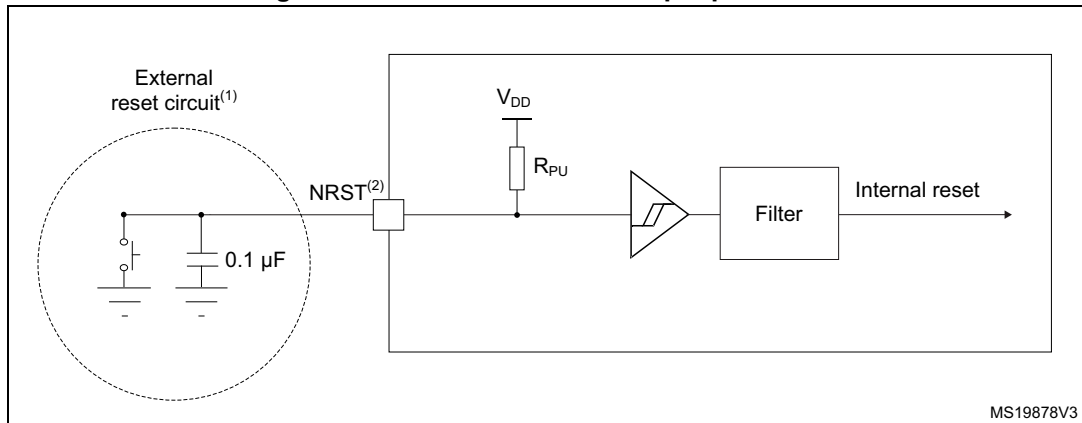 External
reset circuit(1)
VDD
RPU
NRST(2)
0.1 µF
Filter
Internal reset
MS19878V3